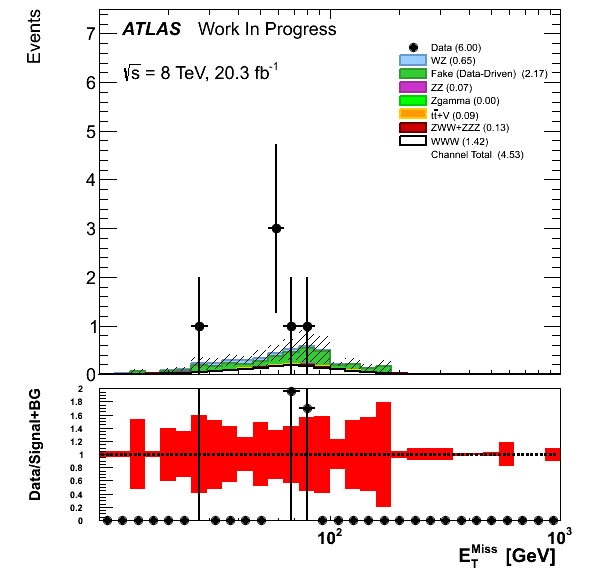 Events
ATLAS Work In Progress
√s = 8 TeV, 20.3 fb-1
Data (6.00)
WZ (0.65)
Fake (Data-Driven) (2.17)
ZZ (0.07)
Zgamma (0.00)
tt̄+V (0.09)
ZWW+ZZZ (0.13)
WWW (1.42)
Channel Total (4.53)
7
6
5
4
3
2
1
0
Data/Signal+BG
2
1.8
1.6
1.4
1.2
1
0.8
0.6
0.4
0.2
0
10²
10³
E_T^Miss [GeV]